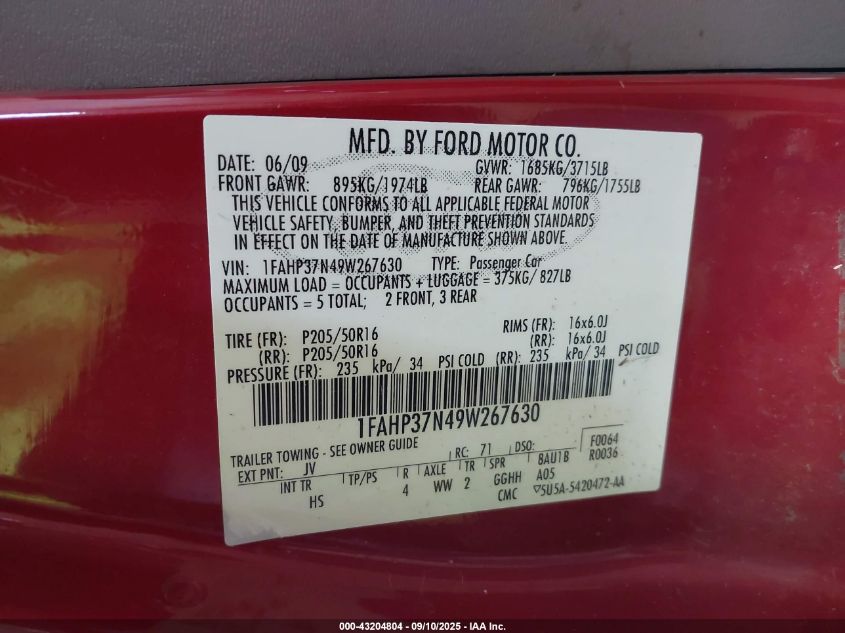 MFD. BY FORD MOTOR CO.
DATE: 06/09 GVWR: 1685KG/3715LB
FRONT GAWR: 895KG/1974LB REAR GAWR: 796KG/1755LB
THIS VEHICLE CONFORMS TO ALL APPLICABLE FEDERAL MOTOR
VEHICLE SAFETY, BUMPER, AND THEFT PREVENTION STANDARDS
IN EFFECT ON THE DATE OF MANUFACTURE SHOWN ABOVE.
VIN: 1FAHP37N49W267630 TYPE: Passenger Car
MAXIMUM LOAD = OCCUPANTS + LUGGAGE = 375KG/ 827LB
OCCUPANTS = 5 TOTAL; 2 FRONT, 3 REAR
TIRE (FR): P205/50R16 RIMS (FR): 16x6.0J
(RR): P205/50R16 (RR): 16x6.0J
PRESSURE (FR): 235 kPa/ 34 PSI COLD (RR): 235 kPa/ 34 PSI COLD
1FAHP37N49W267630
TRAILER TOWING - SEE OWNER GUIDE
EXT PNT: JV RC: 71 DSO: F0064
INT TR TP/PS R AXLE TR SPR BAU1B R0036
HS 4 WW 2 GGHH A05
CMC ▽5U5A-5420472-AA
000-43204804 - 09/10/2025 - IAA Inc.